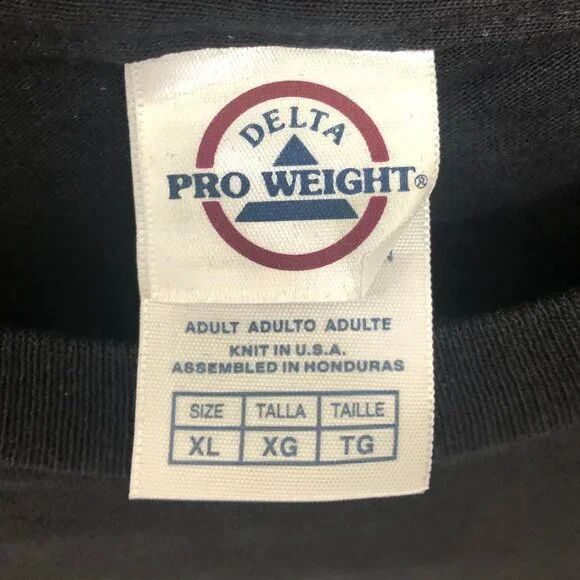 DELTA
PRO WEIGHT®
ADULT ADULTO ADULTE
KNIT IN U.S.A.
ASSEMBLED IN HONDURAS
SIZE TALLA TAILLE
XL XG TG